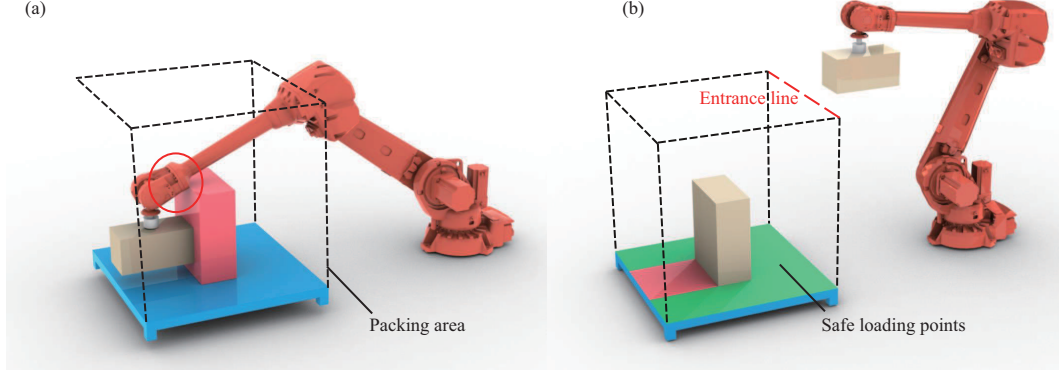 (a)
(b)
Entrance line
Packing area
Safe loading points